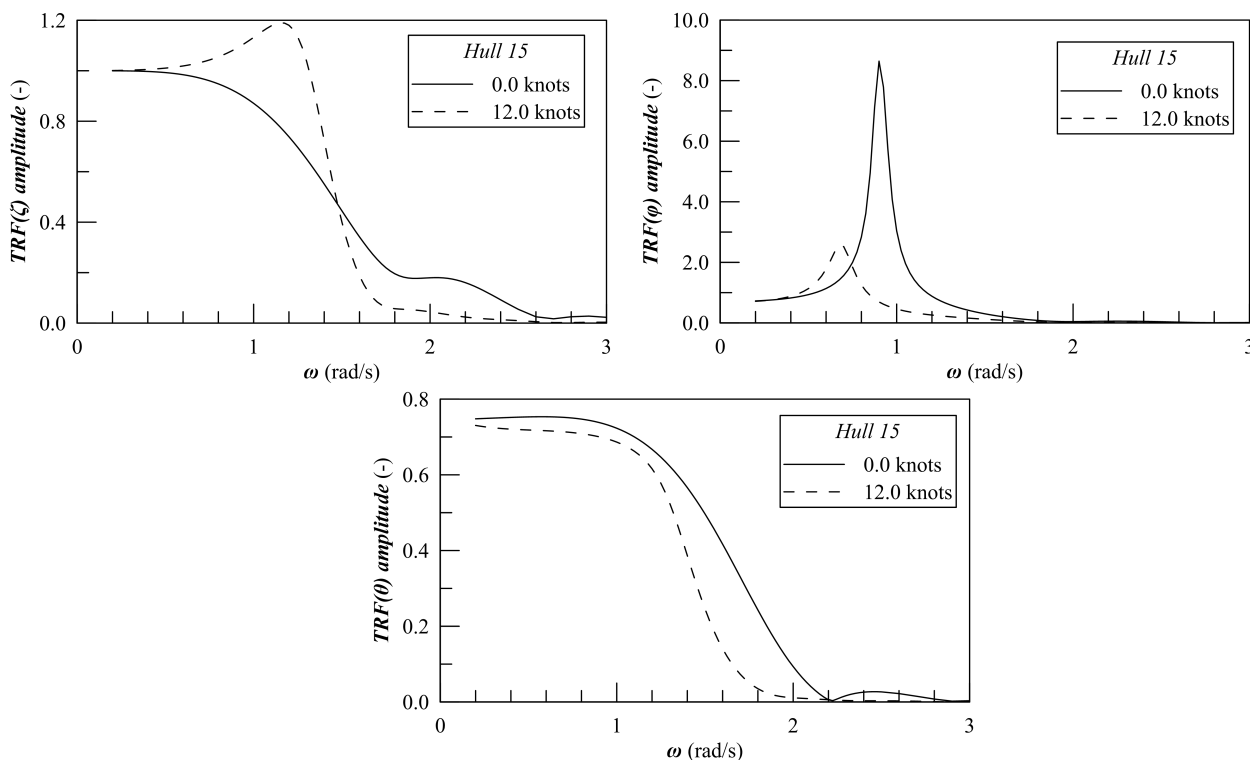 1.2
0.8
0.4
0.0
TRF(ζ) amplitude (-)
Hull 15
0.0 knots
12.0 knots
0
1
2
3
ω (rad/s)
10.0
8.0
6.0
4.0
2.0
0.0
TRF(φ) amplitude (-)
Hull 15
0.0 knots
12.0 knots
0
1
2
3
ω (rad/s)
0.8
0.6
0.4
0.2
0.0
TRF(θ) amplitude (-)
Hull 15
0.0 knots
12.0 knots
0
1
2
3
ω (rad/s)